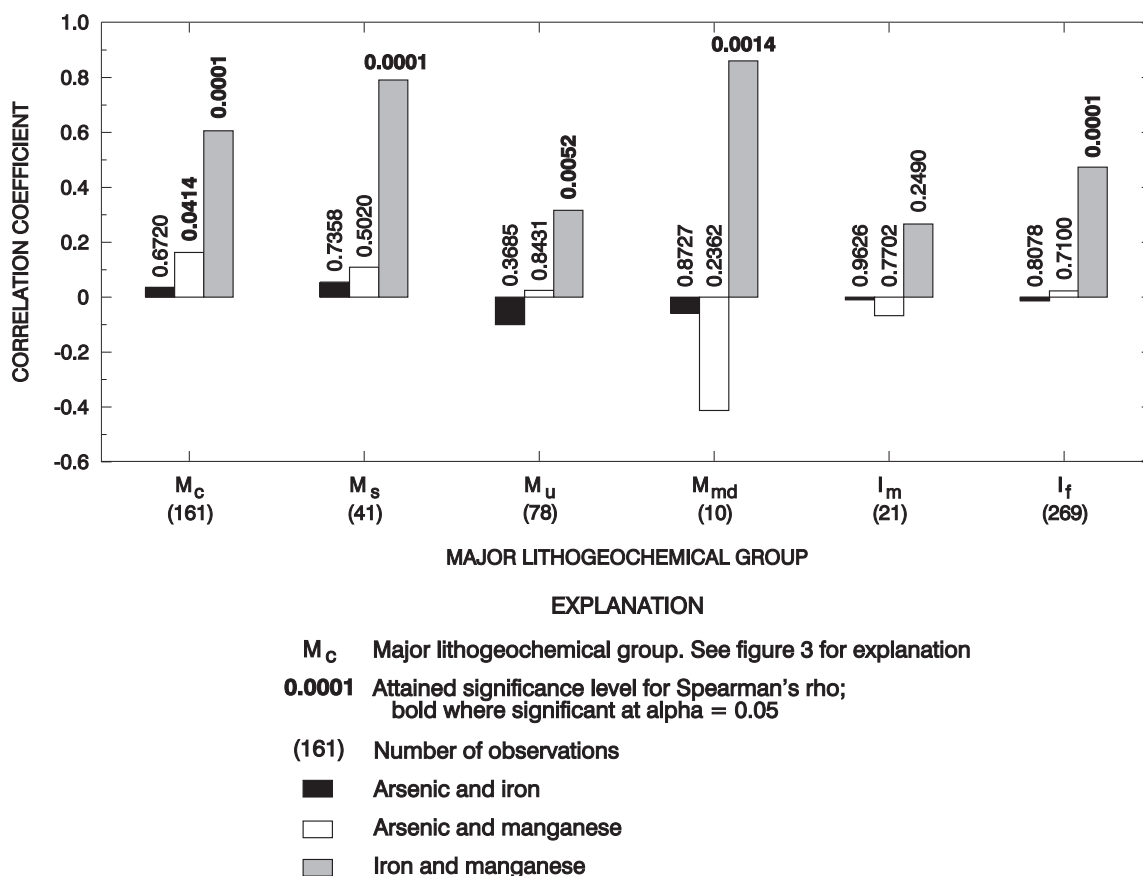 1.0
0.8
0.6
0.4
0.2
0
-0.2
-0.4
-0.6
CORRELATION COEFFICIENT
0.6720
0.0414
0.0001
0.7358
0.5020
0.0001
0.3685
0.8431
0.0052
0.8727
0.2362
0.0014
0.9626
0.7702
0.2490
0.8078
0.7100
0.0001
Mc
(161)
Ms
(41)
Mu
(78)
Mmd
(10)
Im
(21)
If
(269)
MAJOR LITHOGEOCHEMICAL GROUP
EXPLANATION
Mc Major lithogeochemical group. See figure 3 for explanation
0.0001 Attained significance level for Spearman's rho;
bold where significant at alpha = 0.05
(161) Number of observations
Arsenic and iron
Arsenic and manganese
Iron and manganese